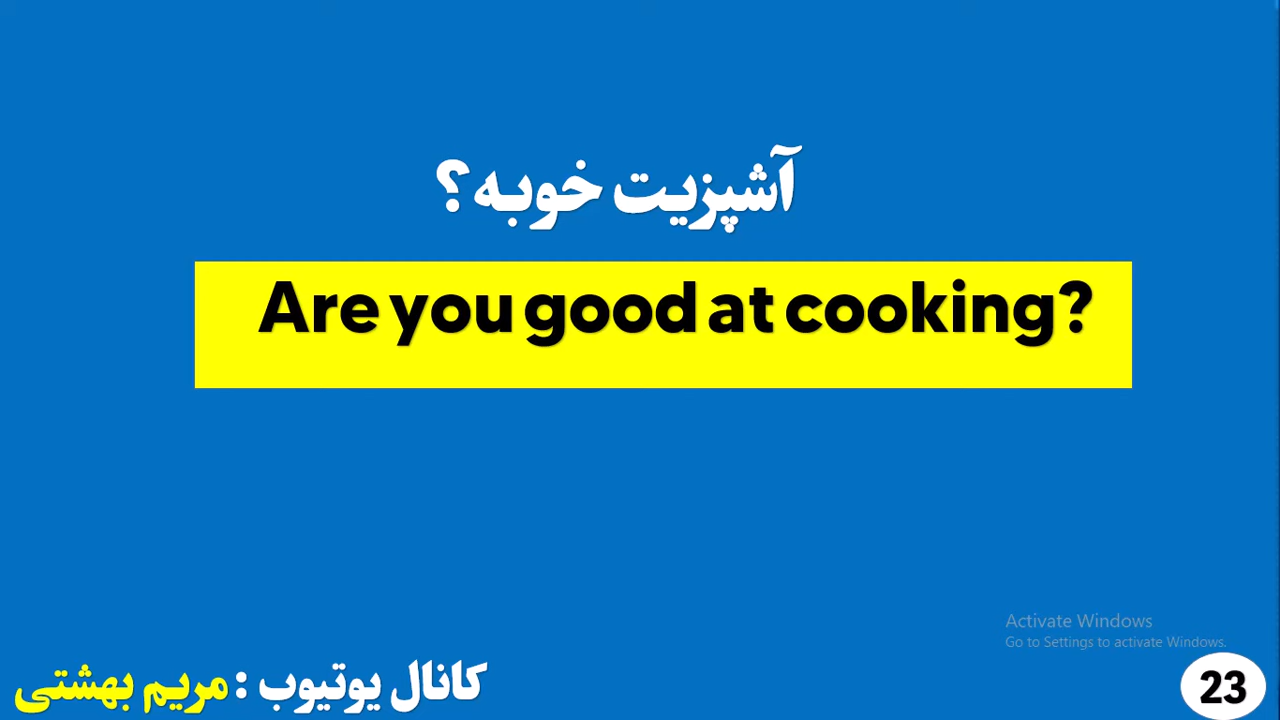 آشپزیت خوبه؟
Are you good at cooking?
Activate Windows
Go to Settings to activate Windows.
کانال یوتیوب : مریم بهشتی
23